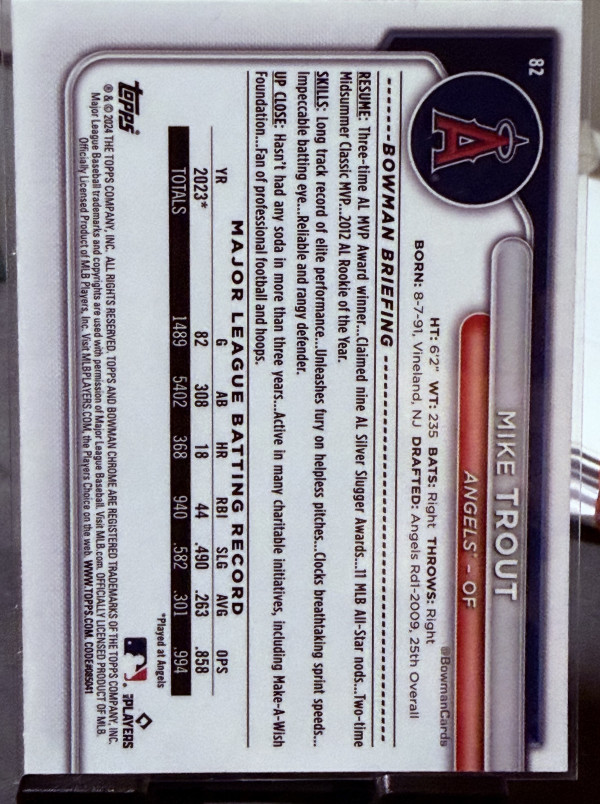 82
MIKE TROUT
ANGELS® – OF
@BowmanCards
HT: 6'2" WT: 235 BATS: Right THROWS: Right
BORN: 8-7-91, Vineland, NJ DRAFTED: Angels Rd1-2009, 25th Overall
A
BOWMAN BRIEFING
RESUME: Three-time AL MVP Award winner...Claimed nine AL Silver Slugger Awards...11 MLB All-Star nods...Two-time
Midsummer Classic MVP...2012 AL Rookie of the Year.
SKILLS: Long track record of elite performance...Unleashes fury on helpless pitches...Clocks breathtaking sprint speeds...
Impeccable batting eye...Reliable and rangy defender.
UP CLOSE: Hasn't had any soda in more than three years...Active in many charitable initiatives, including Make-A-Wish
Foundation...Fan of professional football and hoops.
MAJOR LEAGUE BATTING RECORD
YR G AB HR RBI SLG AVG OPS
2023* 82 308 18 44 .490 .263 .858
TOTALS 1489 5402 368 940 .582 .301 .994
*Played at Angels
topps
MLB PLAYERS
® & © 2024 THE TOPPS COMPANY, INC. ALL RIGHTS RESERVED. TOPPS AND BOWMAN CHROME ARE REGISTERED TRADEMARKS OF THE TOPPS COMPANY, INC.
Major League Baseball trademarks and copyrights are used with permission of Major League Baseball. Visit MLB.com. OFFICIALLY LICENSED PRODUCT OF MLB
Officially Licensed Product of MLB Players, Inc. Visit MLBPLAYERS.COM, the Players Choice on the web. WWW.TOPPS.COM. CODE#085041